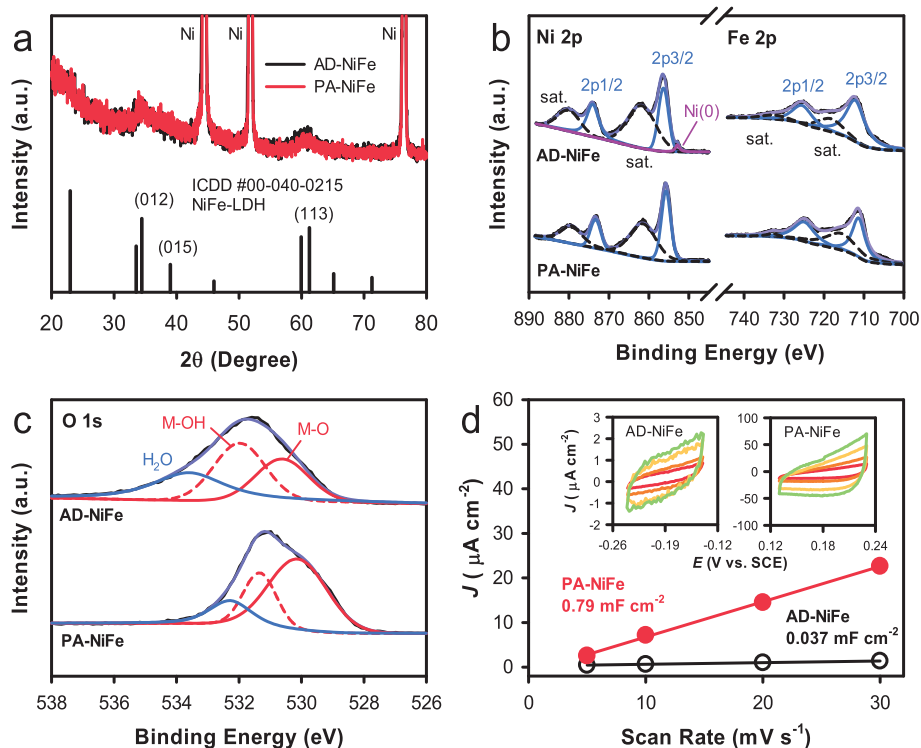 a
Intensity (a.u.)
Ni
Ni
Ni
AD-NiFe
PA-NiFe
ICDD #00-040-0215
NiFe-LDH
(012)
(015)
(113)
20
30
40
50
60
70
80
2θ (Degree)
b
Intensity (a.u.)
Ni 2p
Fe 2p
2p3/2
2p1/2
sat.
Ni(0)
sat.
AD-NiFe
2p3/2
2p1/2
sat.
sat.
PA-NiFe
890
880
870
860
850
740
730
720
710
700
Binding Energy (eV)
c
Intensity (a.u.)
O 1s
M-OH
M-O
H₂O
AD-NiFe
PA-NiFe
538
536
534
532
530
528
526
Binding Energy (eV)
d
J ( µA cm⁻²)
60
50
40
30
20
10
0
AD-NiFe
J ( µA cm⁻²)
3
2
1
0
-1
-2
-0.26
-0.19
-0.12
PA-NiFe
100
50
0
-50
-100
0.12
0.18
0.24
E (V vs. SCE)
PA-NiFe
0.79 mF cm⁻²
AD-NiFe
0.037 mF cm⁻²
0
10
20
30
Scan Rate (mV s⁻¹)